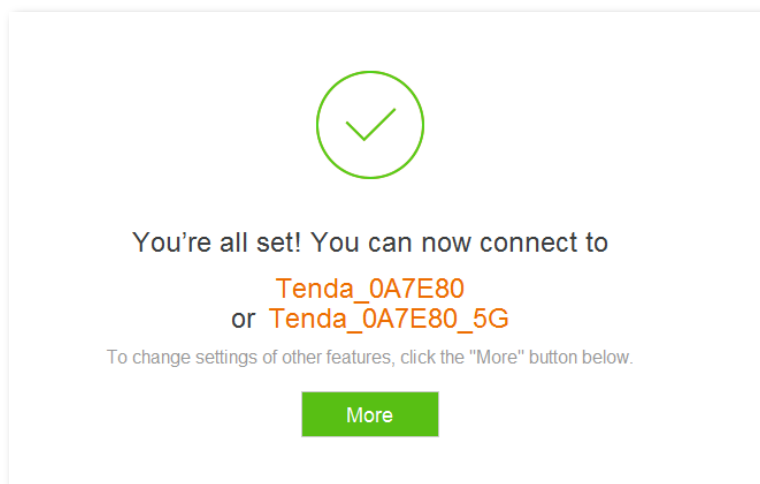 You’re all set! You can now connect to
Tenda_0A7E80
or Tenda_0A7E80_5G
To change settings of other features, click the "More" button below.
More